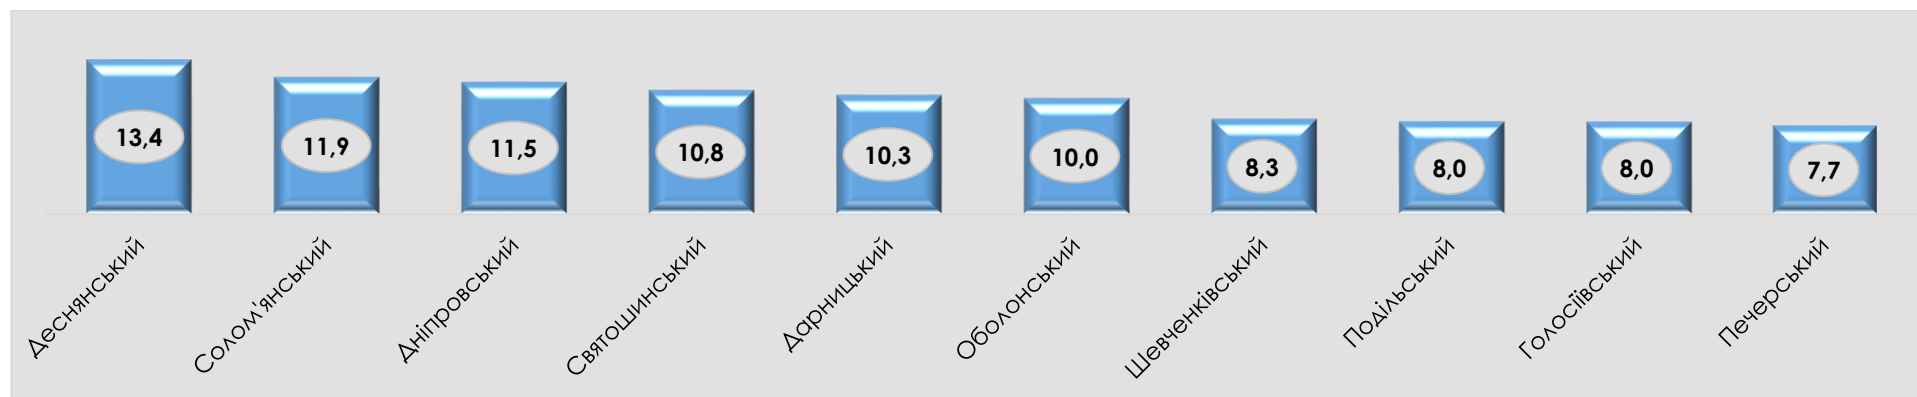 13,4
11,9
11,5
10,8
10,3
10,0
8,3
8,0
8,0
7,7
Деснянський
Солом'янський
Дніпровський
Святошинський
Дарницький
Оболонський
Шевченківський
Подільський
Голосіївський
Печерський